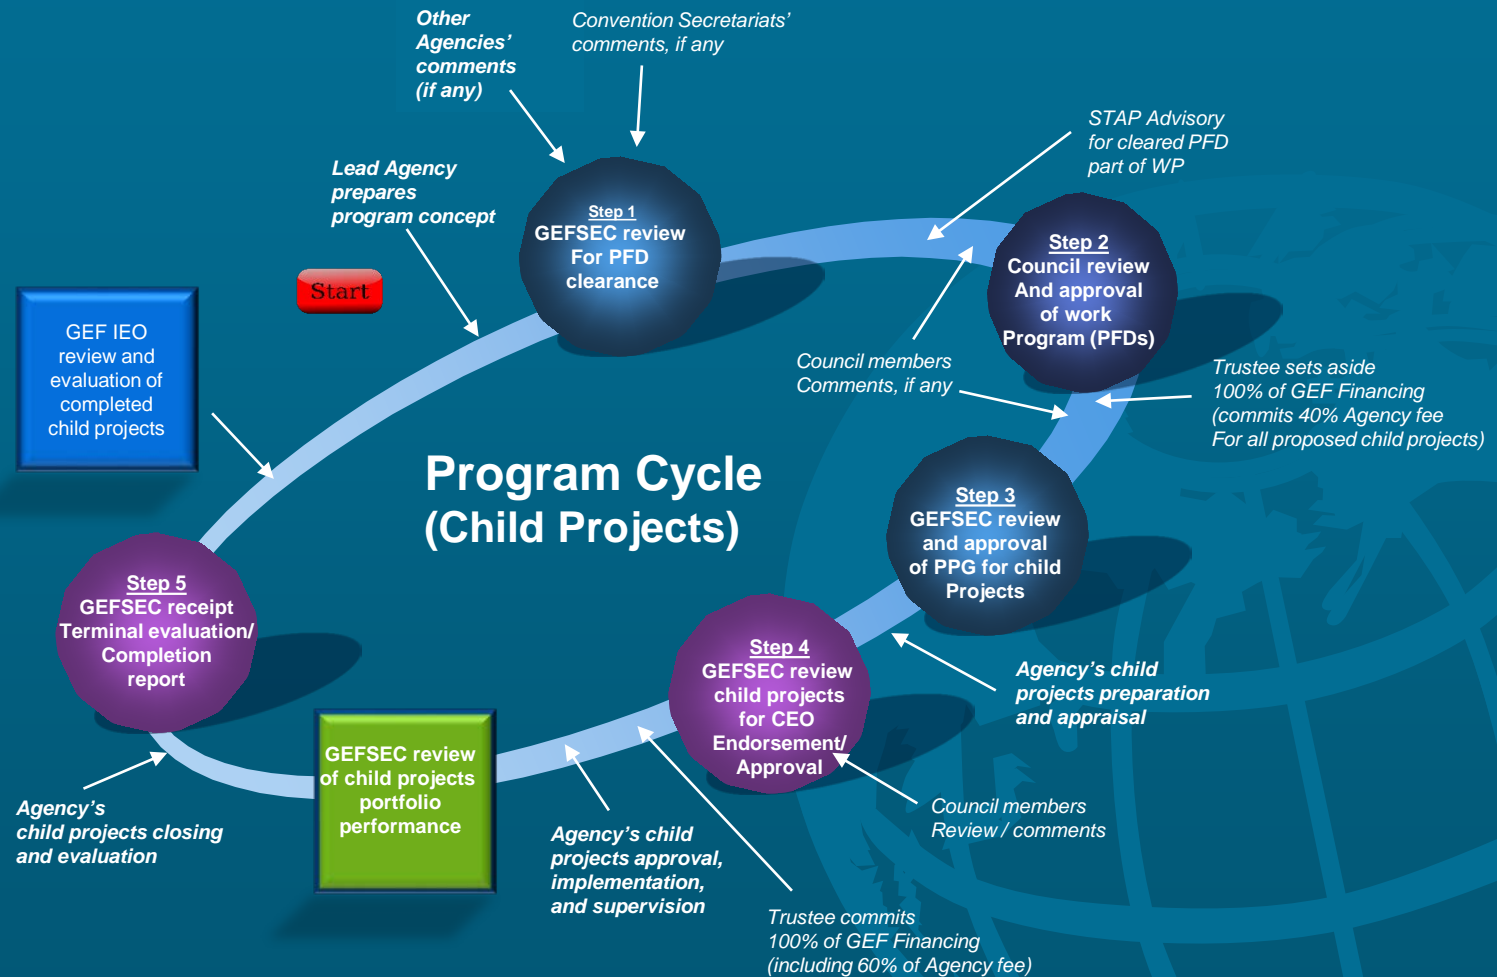 Other
Agencies’
comments
(if any)
Convention Secretariats’
comments, if any
STAP Advisory
for cleared PFD
part of WP
Lead Agency
prepares
program concept
Step 1
GEFSEC review
For PFD
clearance
Step 2
Council review
And approval
of work
Program (PFDs)
Start
GEF IEO
review and
evaluation of
completed
child projects
Council members
Comments, if any
Trustee sets aside
100% of GEF Financing
(commits 40% Agency fee
For all proposed child projects)
Program Cycle
(Child Projects)
Step 3
GEFSEC review
and approval
of PPG for child
Projects
Step 5
GEFSEC receipt
Terminal evaluation/
Completion
report
Step 4
GEFSEC review
child projects
for CEO
Endorsement/
Approval
Agency’s child
projects preparation
and appraisal
GEFSEC review
of child projects
portfolio
performance
Agency’s
child projects closing
and evaluation
Agency’s child
projects approval,
implementation,
and supervision
Council members
Review / comments
Trustee commits
100% of GEF Financing
(including 60% of Agency fee)